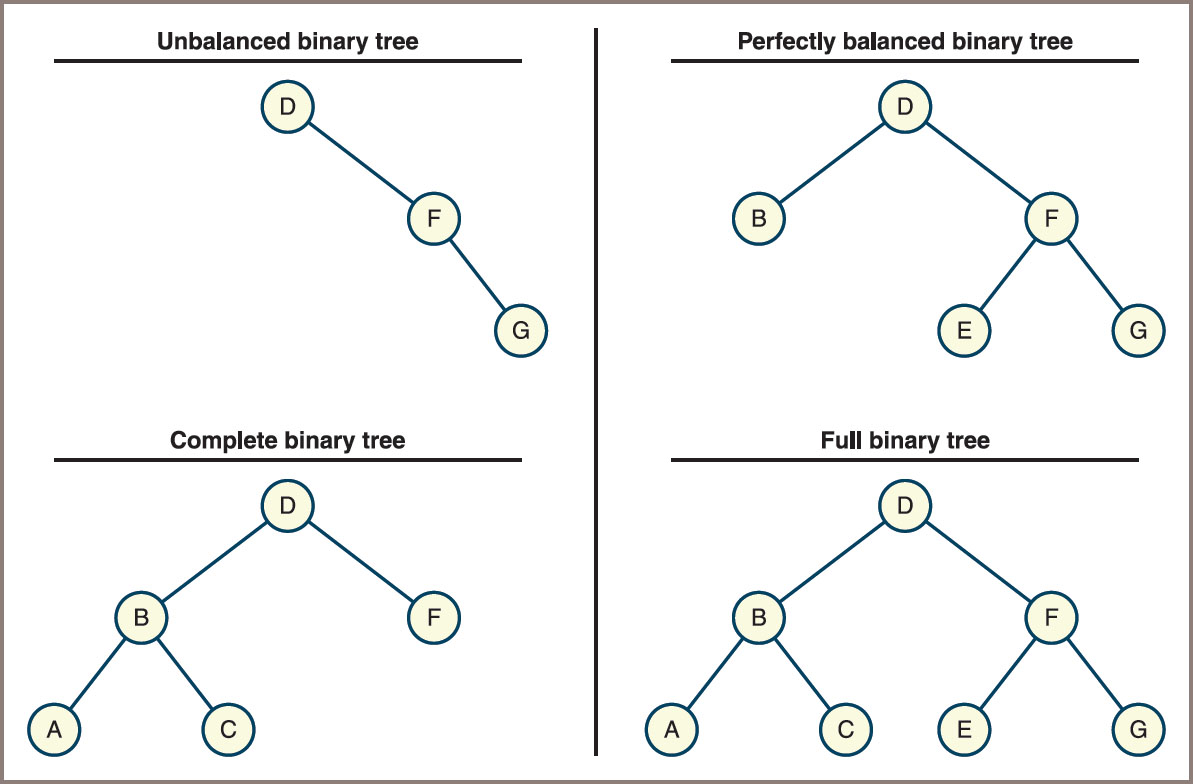 Unbalanced binary tree
D
F
G
Perfectly balanced binary tree
D
B F
E G
Complete binary tree
D
B F
A C
Full binary tree
D
B F
A C E G